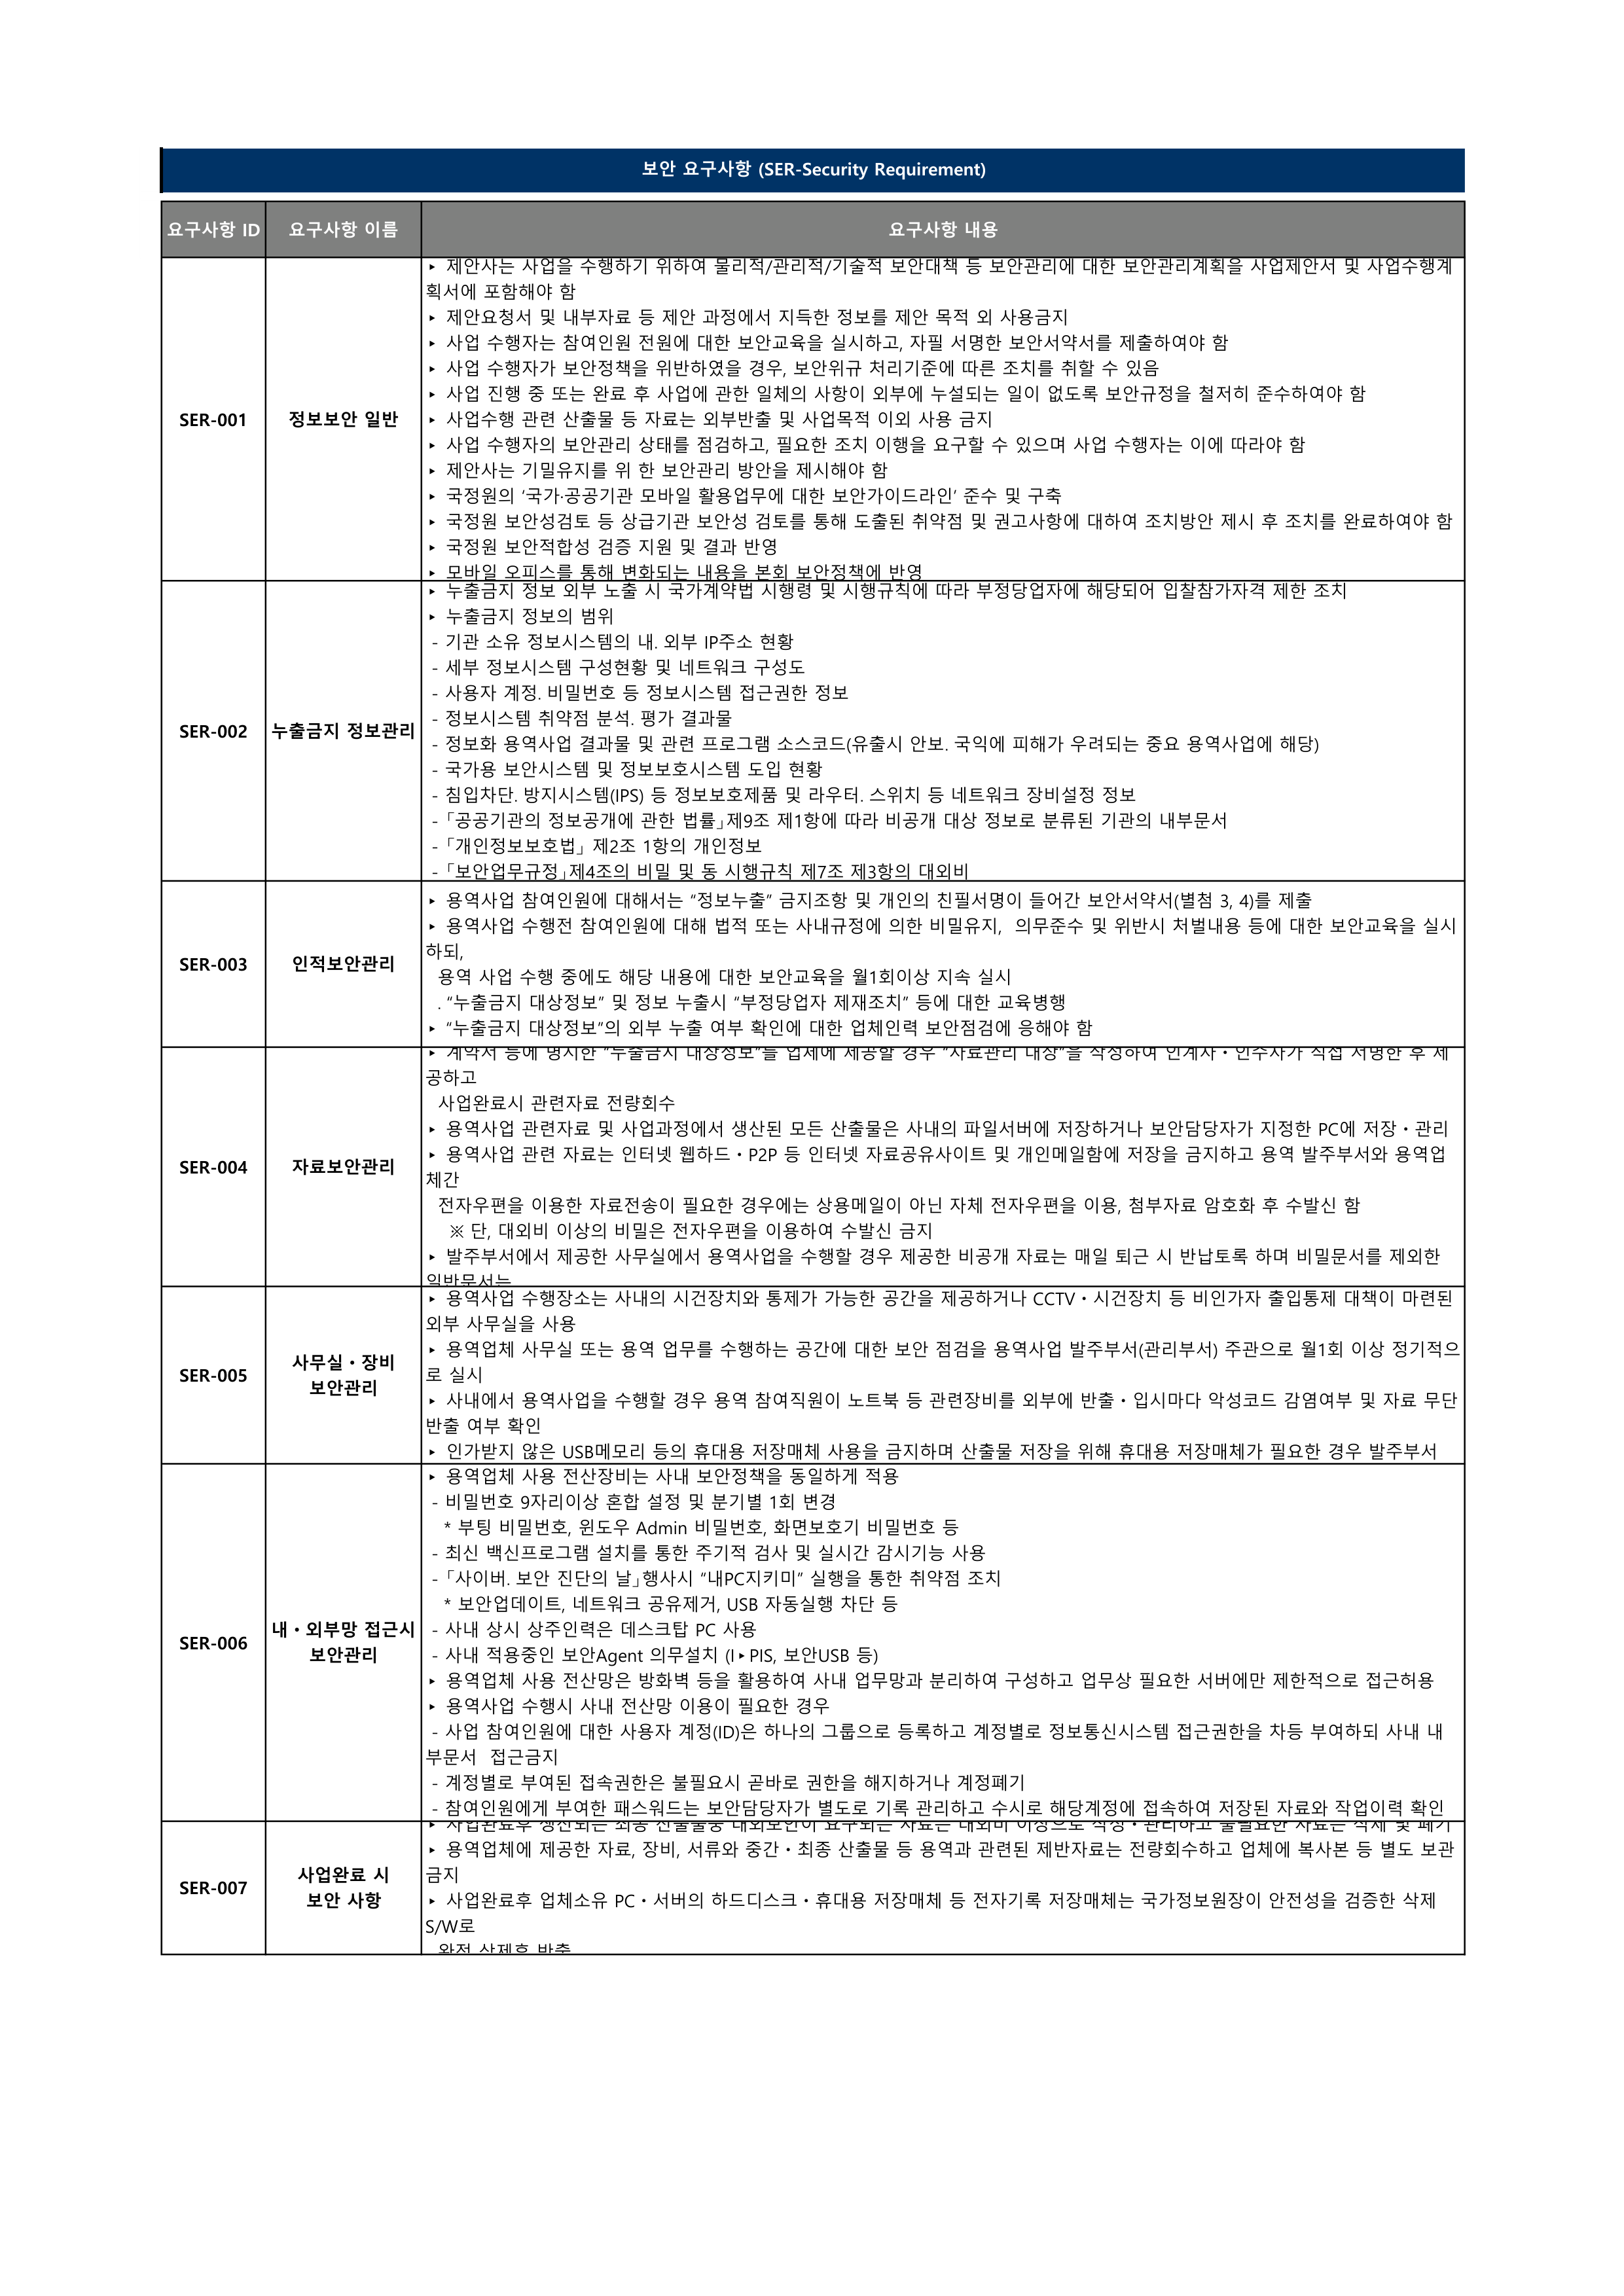 보안 요구사항 (SER-Security Requirement)
요구사항 ID
요구사항 이름
요구사항 내용
SER-001
정보보안 일반
▸ 제안사는 사업을 수행하기 위하여 물리적/관리적/기술적 보안대책 등 보안관리에 대한 보안관리계획을 사업제안서 및 사업수행계
획서에 포함해야 함
▸ 제안요청서 및 내부자료 등 제안 과정에서 지득한 정보를 제안 목적 외 사용금지
▸ 사업 수행자는 참여인원 전원에 대한 보안교육을 실시하고, 자필 서명한 보안서약서를 제출하여야 함
▸ 사업 수행자가 보안정책을 위반하였을 경우, 보안위규 처리기준에 따른 조치를 취할 수 있음
▸ 사업 진행 중 또는 완료 후 사업에 관한 일체의 사항이 외부에 누설되는 일이 없도록 보안규정을 철저히 준수하여야 함
▸ 사업수행 관련 산출물 등 자료는 외부반출 및 사업목적 이외 사용 금지
▸ 사업 수행자의 보안관리 상태를 점검하고, 필요한 조치 이행을 요구할 수 있으며 사업 수행자는 이에 따라야 함
▸ 제안사는 기밀유지를 위 한 보안관리 방안을 제시해야 함
▸ 국정원의 ‘국가·공공기관 모바일 활용업무에 대한 보안가이드라인’ 준수 및 구축
▸ 국정원 보안성검토 등 상급기관 보안성 검토를 통해 도출된 취약점 및 권고사항에 대하여 조치방안 제시 후 조치를 완료하여야 함
▸ 국정원 보안적합성 검증 지원 및 결과 반영
▸ 모바일 오피스를 통해 변화되는 내용을 본회 보안정책에 반영
SER-002
누출금지 정보관리
▸ 누출금지 정보 외부 노출 시 국가계약법 시행령 및 시행규칙에 따라 부정당업자에 해당되어 입찰참가자격 제한 조치
▸ 누출금지 정보의 범위
- 기관 소유 정보시스템의 내. 외부 IP주소 현황
- 세부 정보시스템 구성현황 및 네트워크 구성도
- 사용자 계정. 비밀번호 등 정보시스템 접근권한 정보
- 정보시스템 취약점 분석. 평가 결과물
- 정보화 용역사업 결과물 및 관련 프로그램 소스코드(유출시 안보. 국익에 피해가 우려되는 중요 용역사업에 해당)
- 국가용 보안시스템 및 정보보호시스템 도입 현황
- 침입차단. 방지시스템(IPS) 등 정보보호제품 및 라우터. 스위치 등 네트워크 장비설정 정보
-「공공기관의 정보공개에 관한 법률」제9조 제1항에 따라 비공개 대상 정보로 분류된 기관의 내부문서
-「개인정보보호법」 제2조 1항의 개인정보
-「보안업무규정」제4조의 비밀 및 동 시행규칙 제7조 제3항의 대외비
SER-003
인적보안관리
▸ 용역사업 참여인원에 대해서는 “정보누출” 금지조항 및 개인의 친필서명이 들어간 보안서약서(별첨 3, 4)를 제출
▸ 용역사업 수행전 참여인원에 대해 법적 또는 사내규정에 의한 비밀유지,  의무준수 및 위반시 처벌내용 등에 대한 보안교육을 실시
하되,
용역 사업 수행 중에도 해당 내용에 대한 보안교육을 월1회이상 지속 실시
. “누출금지 대상정보” 및 정보 누출시 “부정당업자 제재조치” 등에 대한 교육병행
▸ “누출금지 대상정보”의 외부 누출 여부 확인에 대한 업체인력 보안점검에 응해야 함
SER-004
자료보안관리
▸ 계약서 등에 명시한 “누출금지 대상정보”를 업체에 제공할 경우 “자료관리 대장”을 작성하여 인계자・인수자가 직접 서명한 후 제
공하고
사업완료시 관련자료 전량회수
▸ 용역사업 관련자료 및 사업과정에서 생산된 모든 산출물은 사내의 파일서버에 저장하거나 보안담당자가 지정한 PC에 저장・관리
▸ 용역사업 관련 자료는 인터넷 웹하드・P2P 등 인터넷 자료공유사이트 및 개인메일함에 저장을 금지하고 용역 발주부서와 용역업
체간
전자우편을 이용한 자료전송이 필요한 경우에는 상용메일이 아닌 자체 전자우편을 이용, 첨부자료 암호화 후 수발신 함
※ 단, 대외비 이상의 비밀은 전자우편을 이용하여 수발신 금지
▸ 발주부서에서 제공한 사무실에서 용역사업을 수행할 경우 제공한 비공개 자료는 매일 퇴근 시 반납토록 하며 비밀문서를 제외한
일반문서는
SER-005
사무실・장비
보안관리
▸ 용역사업 수행장소는 사내의 시건장치와 통제가 가능한 공간을 제공하거나 CCTV・시건장치 등 비인가자 출입통제 대책이 마련된
외부 사무실을 사용
▸ 용역업체 사무실 또는 용역 업무를 수행하는 공간에 대한 보안 점검을 용역사업 발주부서(관리부서) 주관으로 월1회 이상 정기적으
로 실시
▸ 사내에서 용역사업을 수행할 경우 용역 참여직원이 노트북 등 관련장비를 외부에 반출・입시마다 악성코드 감염여부 및 자료 무단
반출 여부 확인
▸ 인가받지 않은 USB메모리 등의 휴대용 저장매체 사용을 금지하며 산출물 저장을 위해 휴대용 저장매체가 필요한 경우 발주부서
SER-006
내・외부망 접근시
보안관리
▸ 용역업체 사용 전산장비는 사내 보안정책을 동일하게 적용
- 비밀번호 9자리이상 혼합 설정 및 분기별 1회 변경
* 부팅 비밀번호, 윈도우 Admin 비밀번호, 화면보호기 비밀번호 등
- 최신 백신프로그램 설치를 통한 주기적 검사 및 실시간 감시기능 사용
-「사이버. 보안 진단의 날」행사시 “내PC지키미” 실행을 통한 취약점 조치
* 보안업데이트, 네트워크 공유제거, USB 자동실행 차단 등
- 사내 상시 상주인력은 데스크탑 PC 사용
- 사내 적용중인 보안Agent 의무설치 (I▸PIS, 보안USB 등)
▸ 용역업체 사용 전산망은 방화벽 등을 활용하여 사내 업무망과 분리하여 구성하고 업무상 필요한 서버에만 제한적으로 접근허용
▸ 용역사업 수행시 사내 전산망 이용이 필요한 경우
- 사업 참여인원에 대한 사용자 계정(ID)은 하나의 그룹으로 등록하고 계정별로 정보통신시스템 접근권한을 차등 부여하되 사내 내
부문서  접근금지
- 계정별로 부여된 접속권한은 불필요시 곧바로 권한을 해지하거나 계정폐기
- 참여인원에게 부여한 패스워드는 보안담당자가 별도로 기록 관리하고 수시로 해당계정에 접속하여 저장된 자료와 작업이력 확인
SER-007
사업완료 시
보안 사항
▸ 사업완료후 생산되는 최종 산출물중 대외보안이 요구되는 자료는 대외비 이상으로 작성・관리하고 불필요한 자료는 삭제 및 폐기
▸ 용역업체에 제공한 자료, 장비, 서류와 중간・최종 산출물 등 용역과 관련된 제반자료는 전량회수하고 업체에 복사본 등 별도 보관
금지
▸ 사업완료후 업체소유 PC・서버의 하드디스크・휴대용 저장매체 등 전자기록 저장매체는 국가정보원장이 안전성을 검증한 삭제
S/W로
완전 삭제후 반출